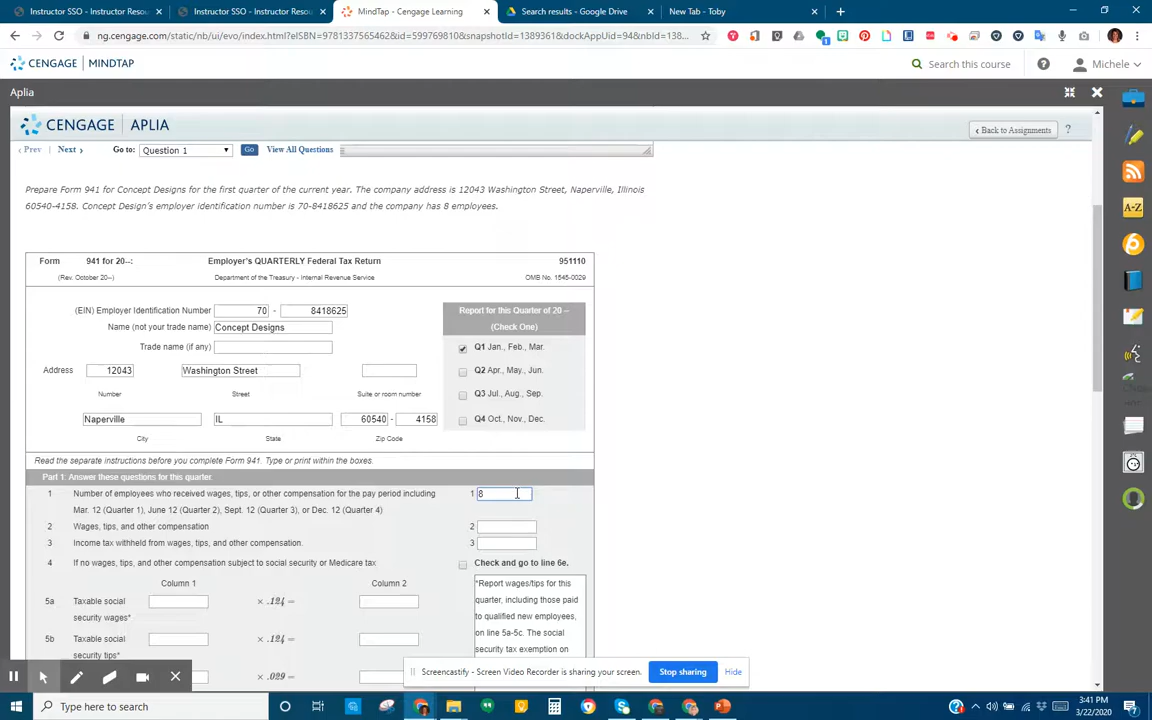 Instructor SSO - Instructor Resou
Instructor SSO - Instructor Resou
MindTap - Cengage Learning
Search results - Google Drive
New Tab - Toby
ng.cengage.com/static/nb/ui/evo/index.html?eISBN=9781337565462&id=599769810&snapshotId=1389361&dockAppUid=94&nbId=138...
CENGAGE | MINDTAP
Search this course
Michele
Aplia
CENGAGE | APLIA
Back to Assignments
?
Prev | Next
Go to:
Question 1
Go
View All Questions
Prepare Form 941 for Concept Designs for the first quarter of the current year. The company address is 12043 Washington Street, Naperville, Illinois
60540-4158. Concept Design's employer identification number is 70-8418625 and the company has 8 employees.
Form 941 for 20--: Employer's QUARTERLY Federal Tax Return 951110
(Rev. October 20--) Department of the Treasury - Internal Revenue Service OMB No. 1545-0029
(EIN) Employer Identification Number 70 - 8418625
Name (not your trade name) Concept Designs
Trade name (if any)
Address 12043 Washington Street
Number Street Suite or room number
Naperville IL 60540 - 4158
City State Zip Code
Report for this Quarter of 20 --
(Check One)
Q1 Jan., Feb., Mar.
Q2 Apr., May., Jun.
Q3 Jul., Aug., Sep.
Q4 Oct., Nov., Dec.
Read the separate instructions before you complete Form 941. Type or print within the boxes.
Part 1: Answer these questions for this quarter.
1 Number of employees who received wages, tips, or other compensation for the pay period including 1 8
Mar. 12 (Quarter 1), June 12 (Quarter 2), Sept. 12 (Quarter 3), or Dec. 12 (Quarter 4)
2 Wages, tips, and other compensation 2
3 Income tax withheld from wages, tips, and other compensation. 3
4 If no wages, tips, and other compensation subject to social security or Medicare tax Check and go to line 6e.
Column 1 Column 2
5a Taxable social × .124 =
security wages*
5b Taxable social × .124 =
security tips*
× .029 =
*Report wages/tips for this
quarter, including those paid
to qualified new employees,
on line 5a-5c. The social
security tax exemption on
A-Z
Screencastify - Screen Video Recorder is sharing your screen.
Stop sharing
Hide
Type here to search
3:41 PM
3/22/2020